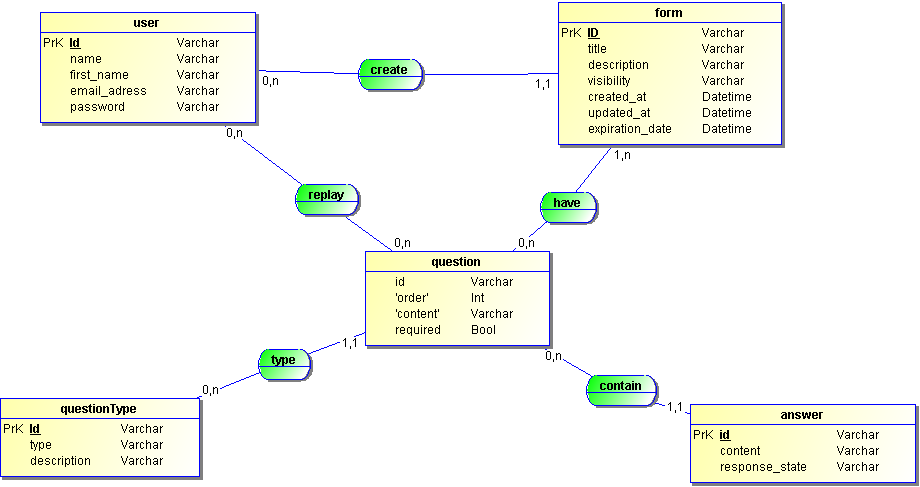 user
PrK Id Varchar
name Varchar
first_name Varchar
email_adress Varchar
password Varchar
form
PrK ID Varchar
title Varchar
description Varchar
visibility Varchar
created_at Datetime
updated_at Datetime
expiration_date Datetime
0,n
create
1,1
0,n
replay
0,n
1,n
have
0,n
question
id Varchar
'order' Int
'content' Varchar
required Bool
1,1
type
0,n
0,n
contain
1,1
questionType
PrK Id Varchar
type Varchar
description Varchar
answer
PrK id Varchar
content Varchar
response_state Varchar